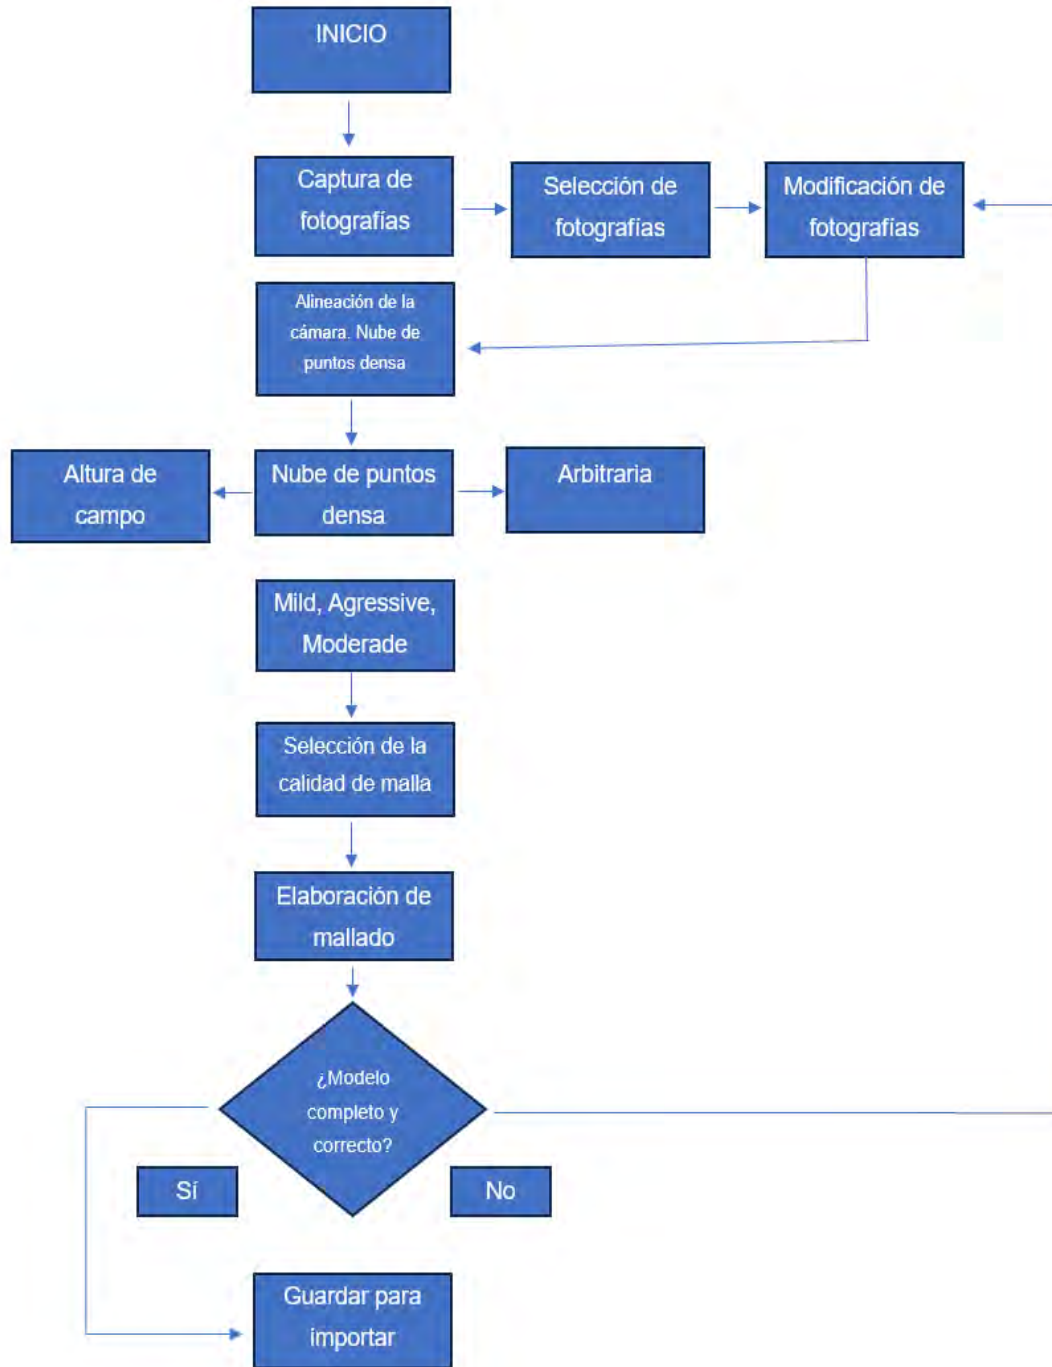 INICIO
Captura de
fotografías
Selección de
fotografías
Modificación de
fotografías
Alineación de la
cámara. Nube de
puntos densa
Altura de
campo
Nube de puntos
densa
Arbitraria
Mild, Agressive,
Moderade
Selección de la
calidad de malla
Elaboración de
mallado
¿Modelo
completo y
correcto?
Sí
No
Guardar para
importar